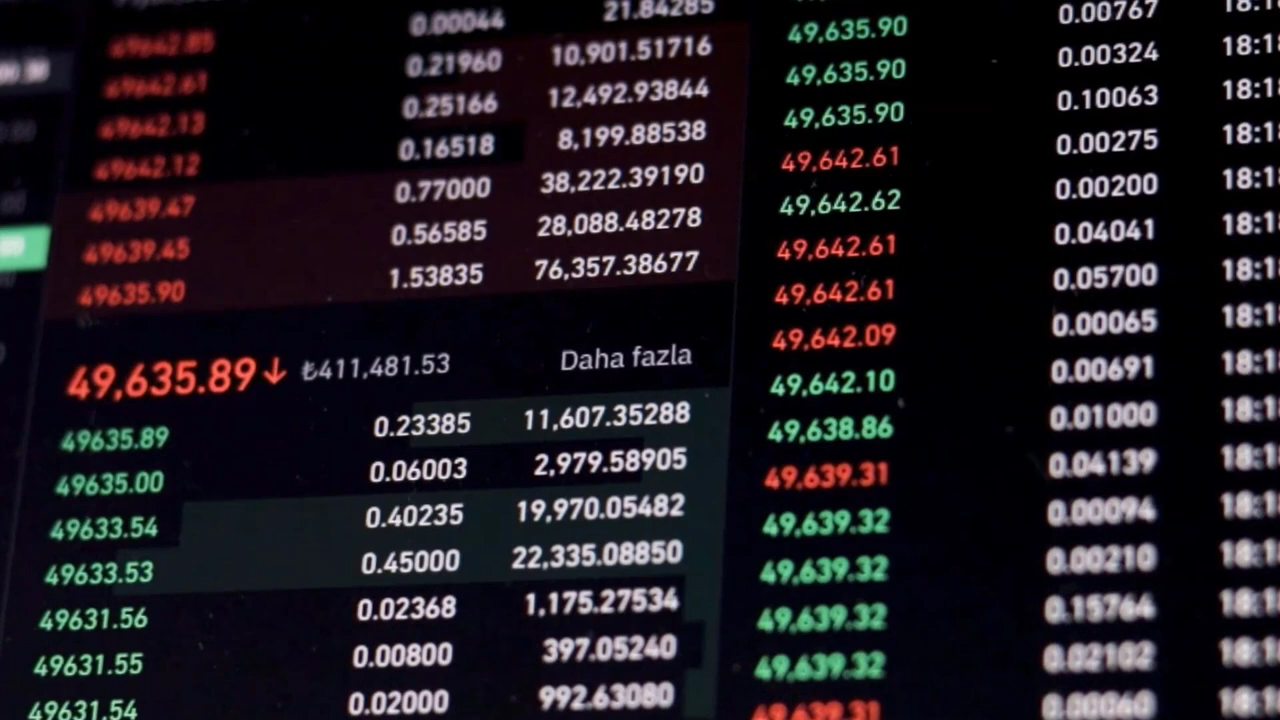 0.00044 21.84285
49642.85 0.21960 10,901.51716
49642.61 0.25166 12,492.93844
49642.13 0.16518 8,199.88538
49642.12 0.77000 38,222.39190
49639.47 0.56585 28,088.48278
49639.45 1.53835 76,357.38677
49635.90
49,635.89↓ ₺411,481.53 Daha fazla
49635.89 0.23385 11,607.35288
49635.00 0.06003 2,979.58905
49633.54 0.40235 19,970.05482
49633.53 0.45000 22,335.08850
49631.56 0.02368 1,175.27534
49631.55 0.00800 397.05240
49631.54 0.02000 992.63080
49,635.90 0.00767
49,635.90 0.00324
49,635.90 0.10063
49,642.61 0.00275
49,642.62 0.00200
49,642.61 0.04041
49,642.61 0.05700
49,642.09 0.00065
49,642.10 0.00691
49,638.86 0.01000
49,639.31 0.04139
49,639.32 0.00094
49,639.32 0.00210
49,639.32 0.15764
49,639.32 0.02102
49,639.31